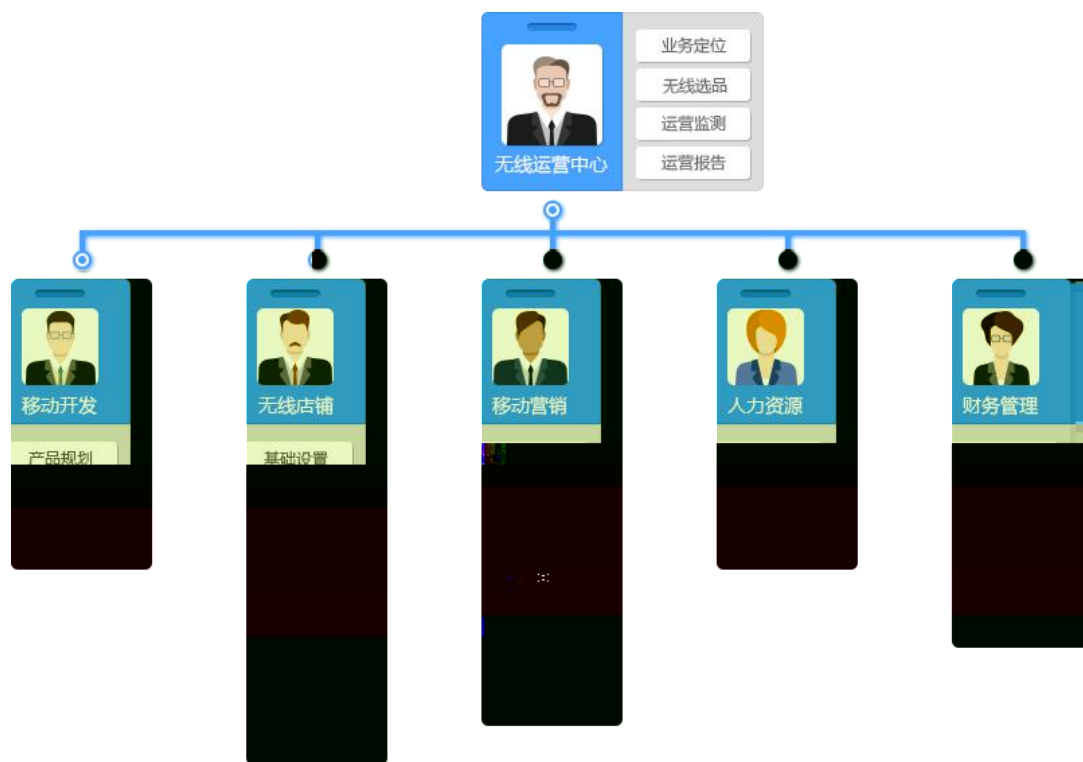 无线运营中心
业务定位
无线选品
运营监测
运营报告
移动开发
产品规划
无线店铺
基础设置
移动营销
人力资源
财务管理